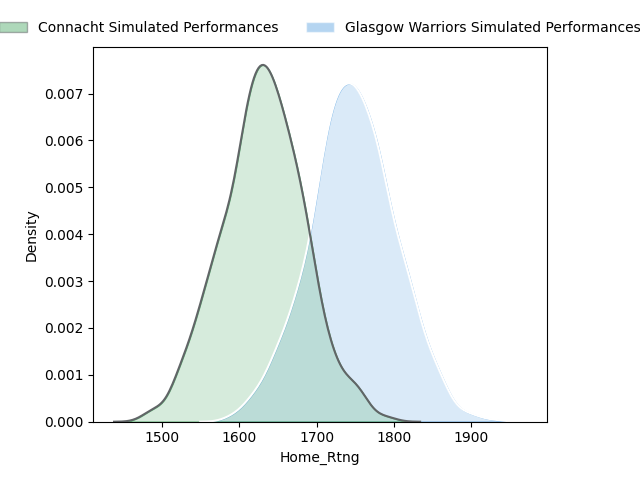 Connacht Simulated Performances
Glasgow Warriors Simulated Performances
0.007
0.006
0.005
0.004
0.003
0.002
0.001
0.000
Density
1500 1600 1700 1800 1900
Home_Rtng